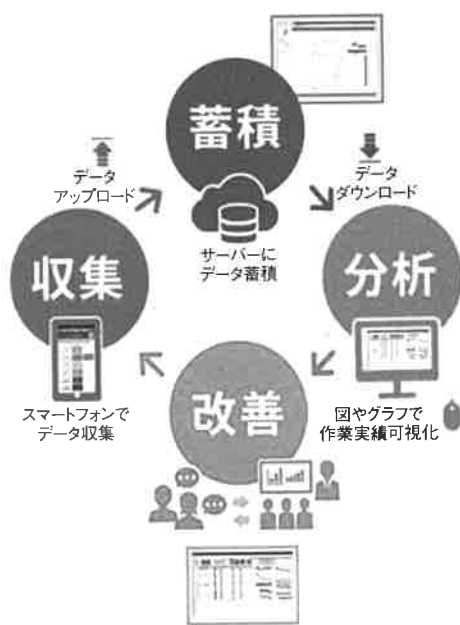 蓄積
データ
アップロード
データ
ダウンロード
サーバーに
データ蓄積
収集
分析
スマートフォンで
データ収集
改善
図やグラフで
作業実績可視化